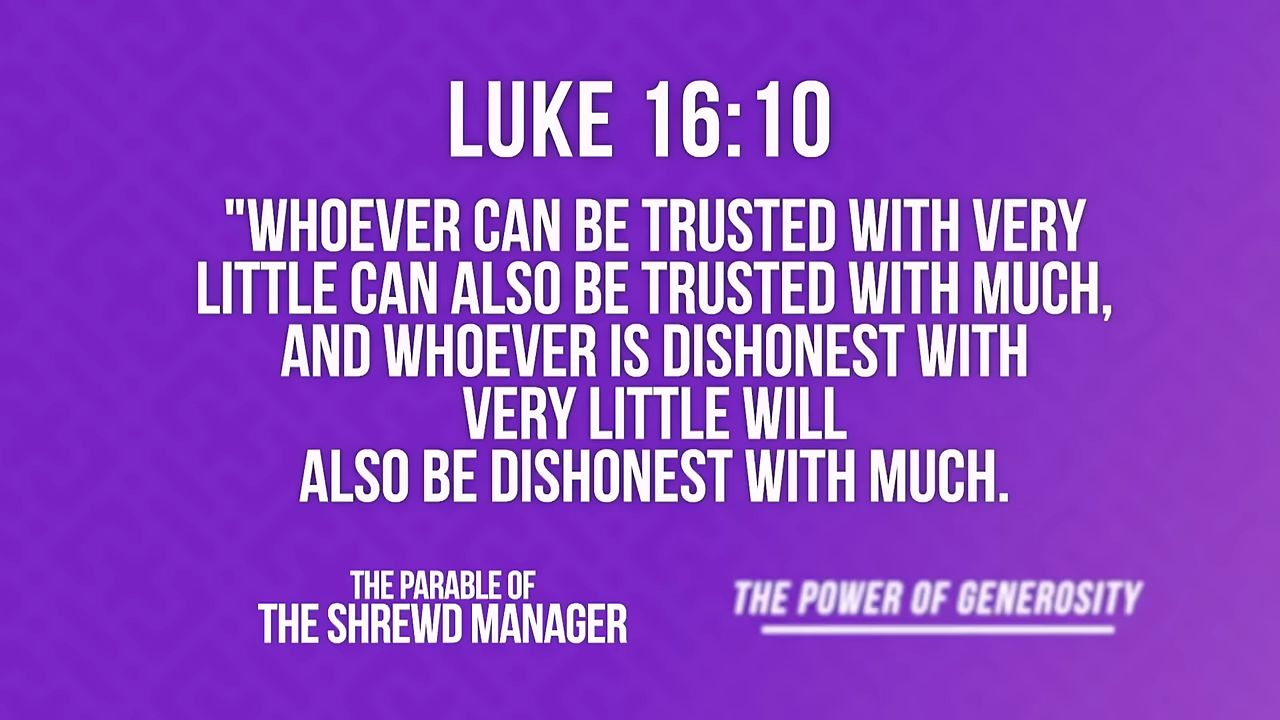 LUKE 16:10
"WHOEVER CAN BE TRUSTED WITH VERY
LITTLE CAN ALSO BE TRUSTED WITH MUCH,
AND WHOEVER IS DISHONEST WITH
VERY LITTLE WILL
ALSO BE DISHONEST WITH MUCH.
THE PARABLE OF
THE SHREWD MANAGER
THE POWER OF GENEROSITY